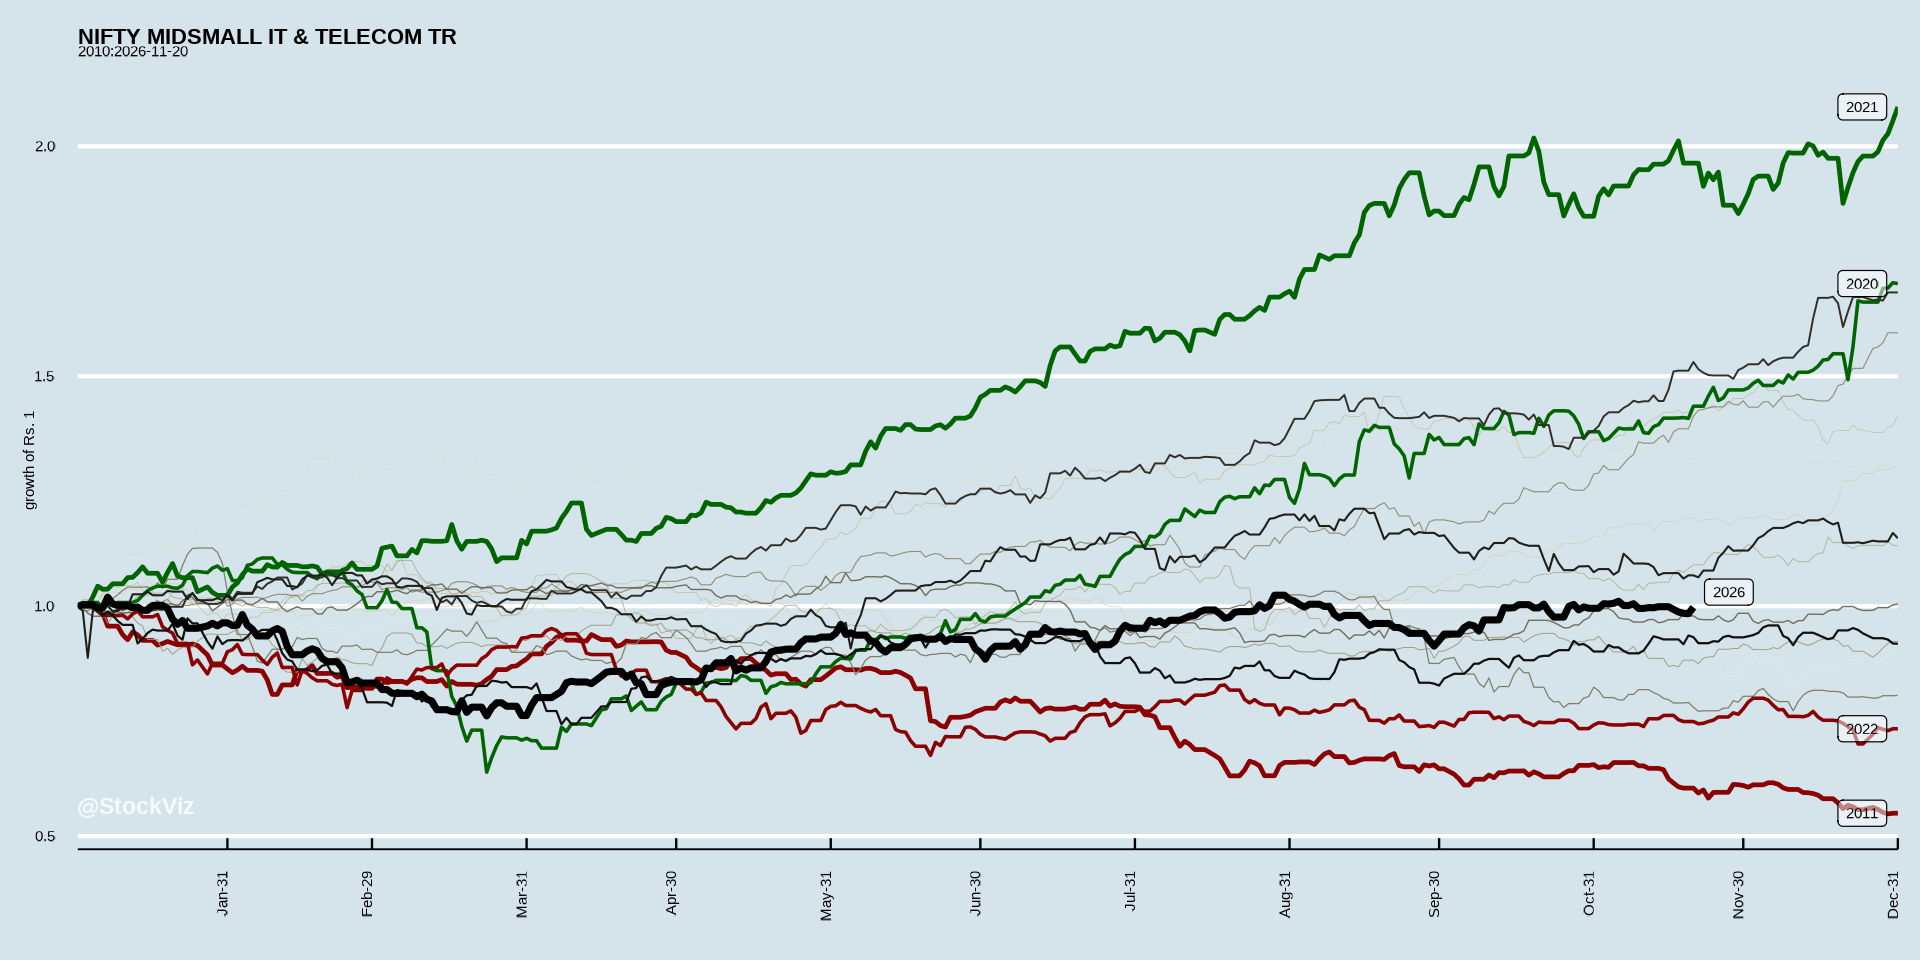 NIFTY MIDSMALL IT & TELECOM TR
2010:2026-11-20
2021
2.0
2020
1.5
growth of Rs. 1
1.0
2026
2022
@StockViz
2011
0.5
Jan-31
Feb-29
Mar-31
Apr-30
May-31
Jun-30
Jul-31
Aug-31
Sep-30
Oct-31
Nov-30
Dec-31